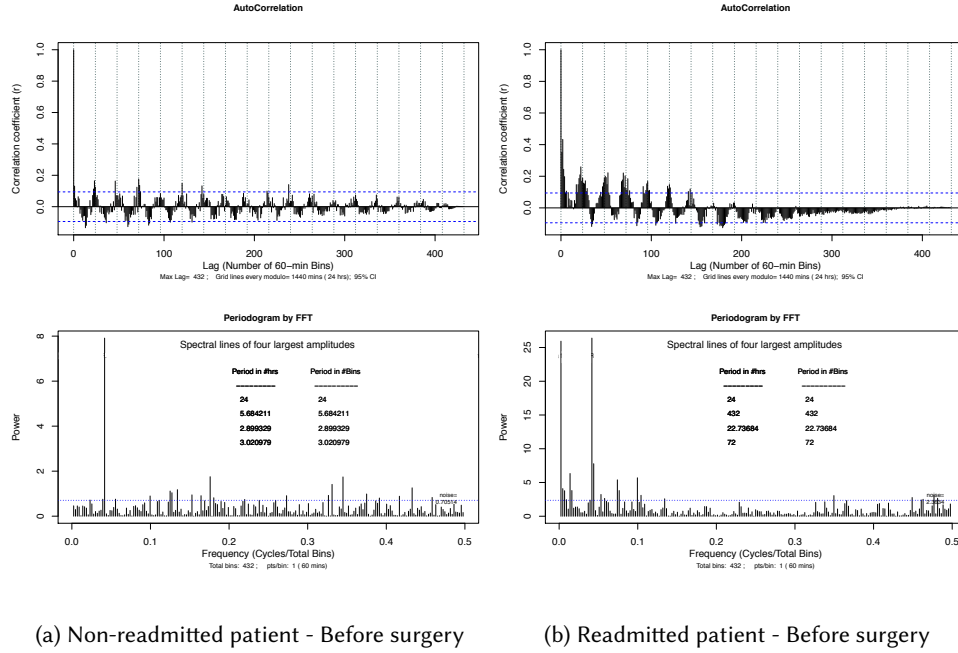 AutoCorrelation
Correlation coefficient (r)
1.0
0.8
0.6
0.4
0.2
0.0
0 100 200 300 400
Lag (Number of 60−min Bins)
Max Lag= 432 ; Grid lines every modulo= 1440 mins ( 24 hrs); 95% CI
AutoCorrelation
Correlation coefficient (r)
1.0
0.8
0.6
0.4
0.2
0.0
0 100 200 300 400
Lag (Number of 60−min Bins)
Max Lag= 432 ; Grid lines every modulo= 1440 mins ( 24 hrs); 95% CI
Periodogram by FFT
Spectral lines of four largest amplitudes
Period in #hrs Period in #Bins
−−−−−−−−− −−−−−−−−−−
24 24
5.684211 5.684211
2.899329 2.899329
3.020979 3.020979
Power
8
6
4
2
0
noise=
0.0 0.1 0.2 0.3 0.4 0.5
Frequency (Cycles/Total Bins)
Total bins: 432 ; pts/bin: 1 ( 60 mins)
Periodogram by FFT
Spectral lines of four largest amplitudes
Period in #hrs Period in #Bins
−−−−−−−−− −−−−−−−−−−
24 24
432 432
22.73684 22.73684
72 72
Power
25
20
15
10
5
0
noise=
0.0 0.1 0.2 0.3 0.4 0.5
Frequency (Cycles/Total Bins)
Total bins: 432 ; pts/bin: 1 ( 60 mins)
(a) Non-readmitted patient - Before surgery
(b) Readmitted patient - Before surgery